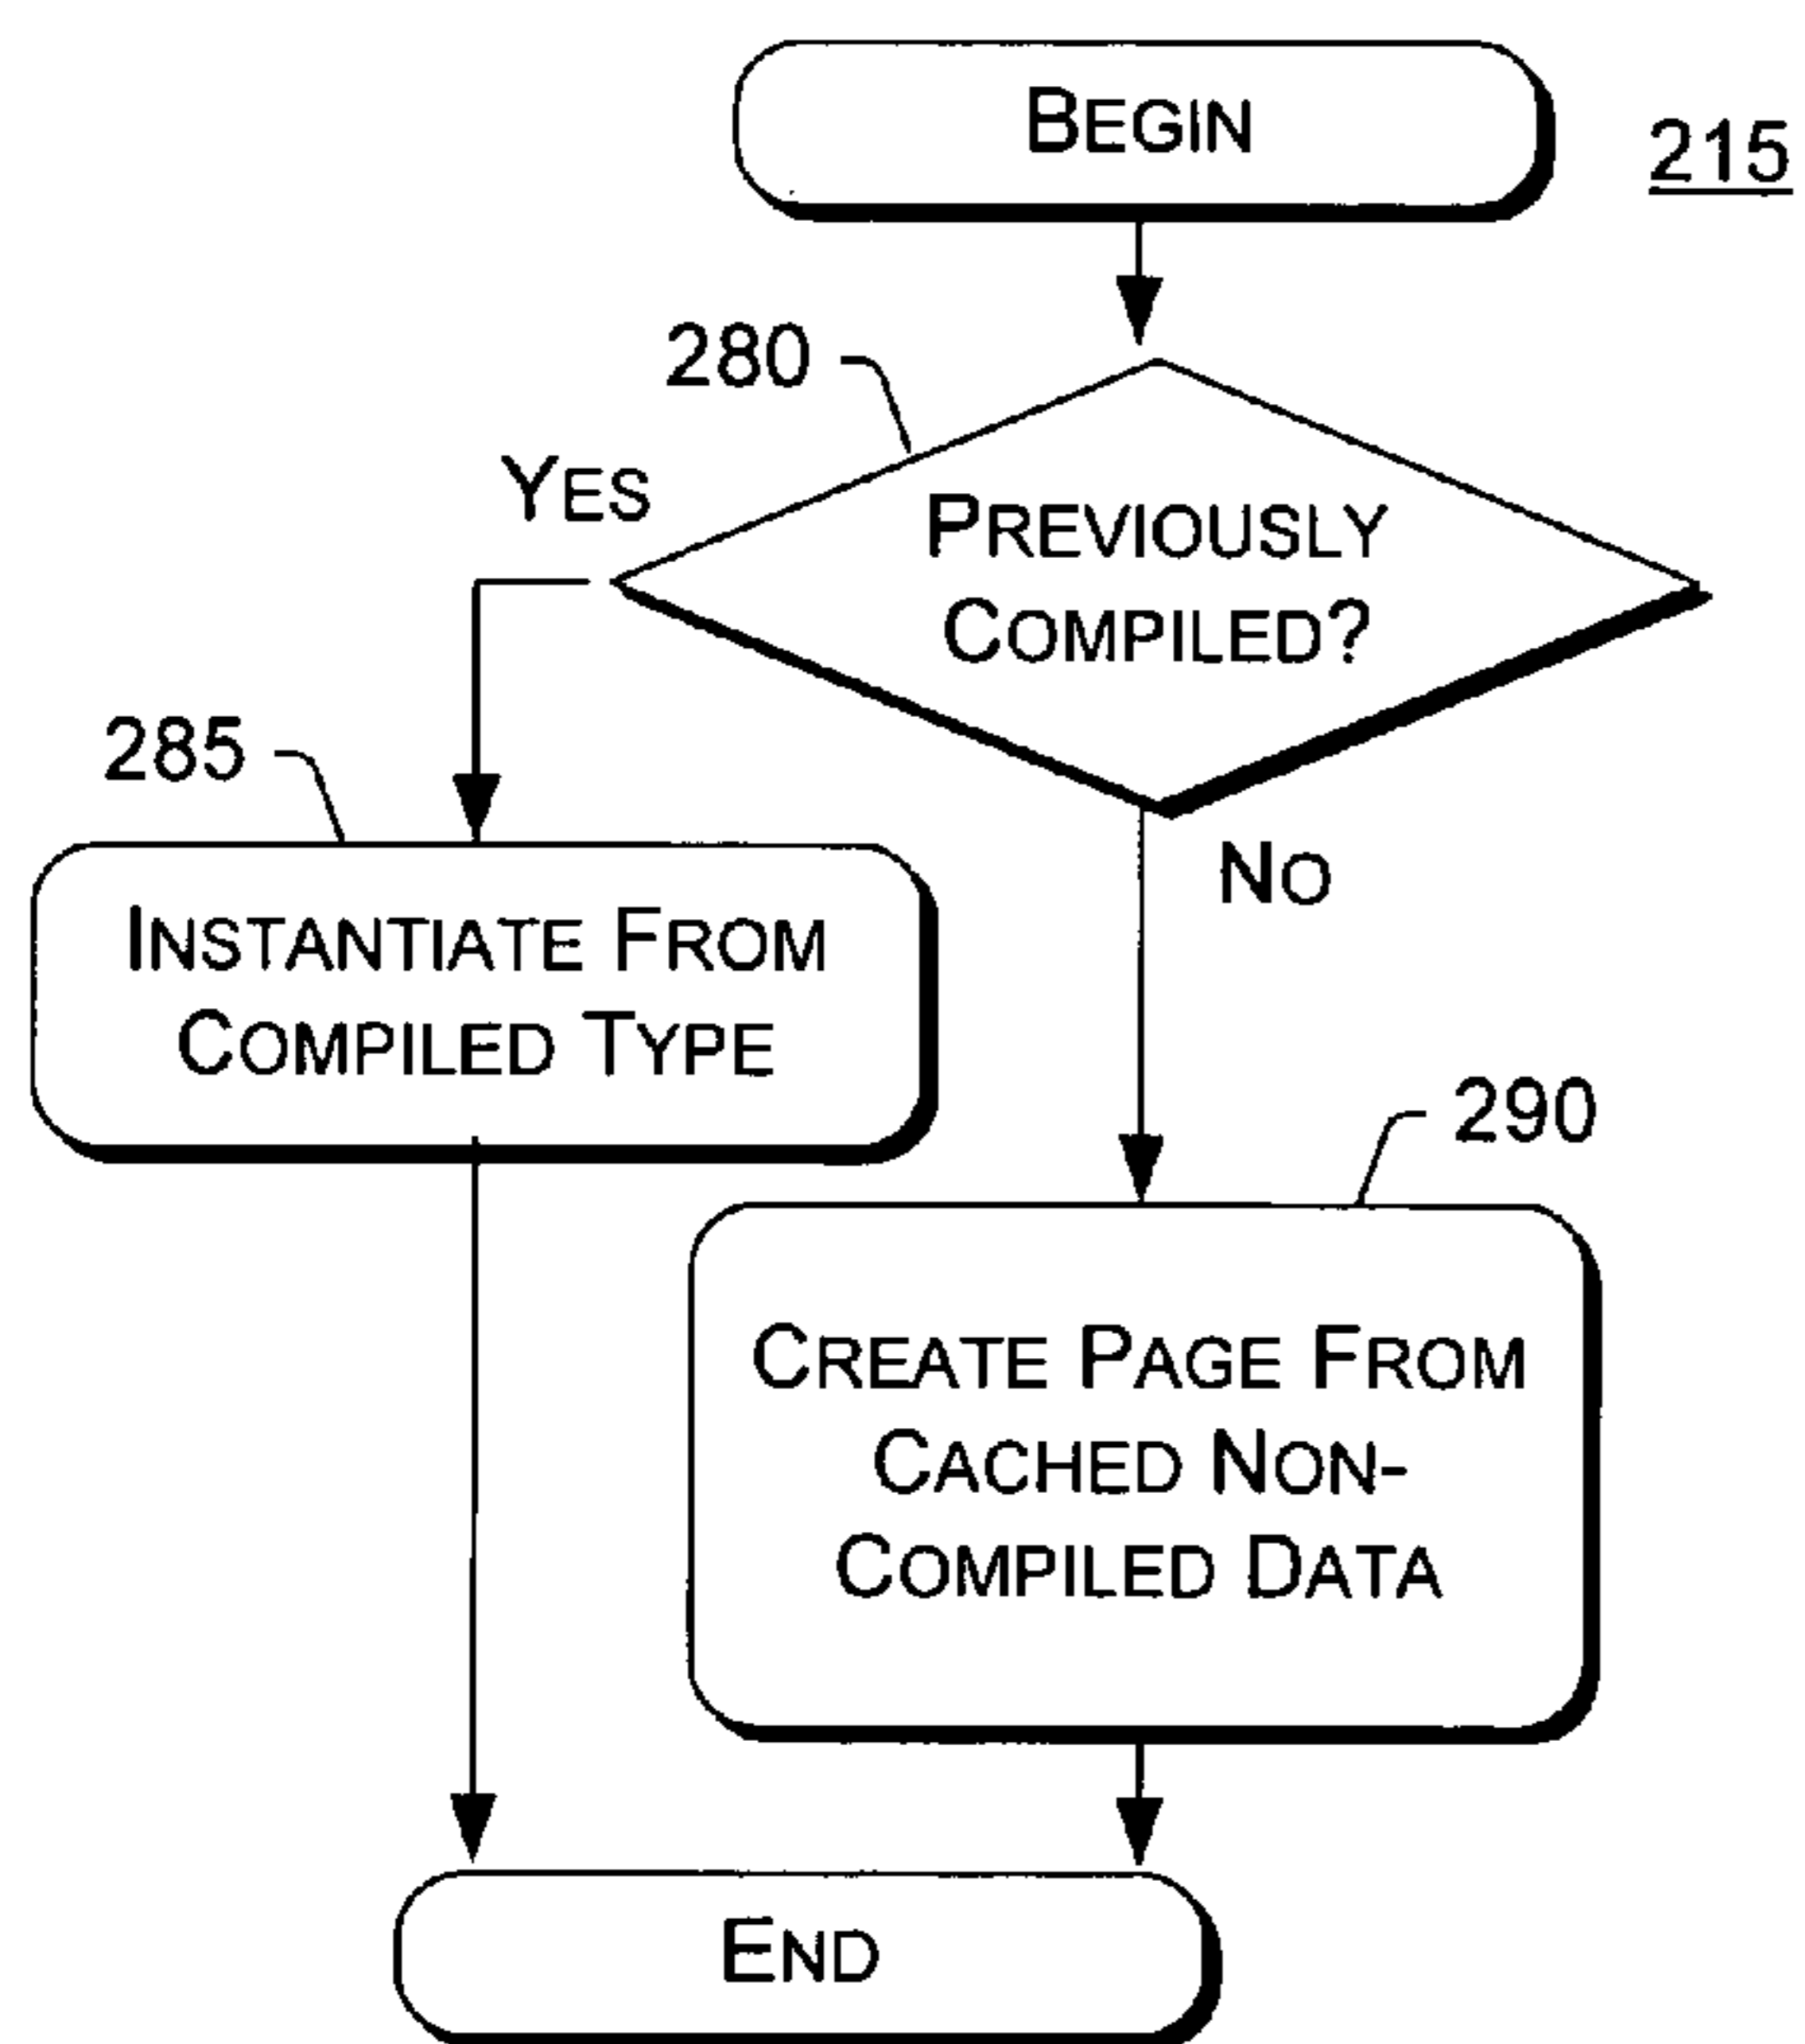 BEGIN
215
280
YES
PREVIOUSLY
COMPILED?
285
NO
INSTANTIATE FROM
COMPILED TYPE
290
CREATE PAGE FROM
CACHED NON-
COMPILED DATA
END